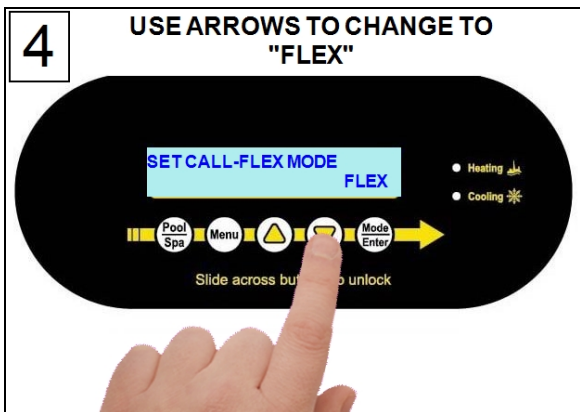 4
USE ARROWS TO CHANGE TO
"FLEX"
SET CALL-FLEX MODE
FLEX
Heating
Cooling
Pool
Spa
Menu
Mode
Enter
Slide across but o unlock